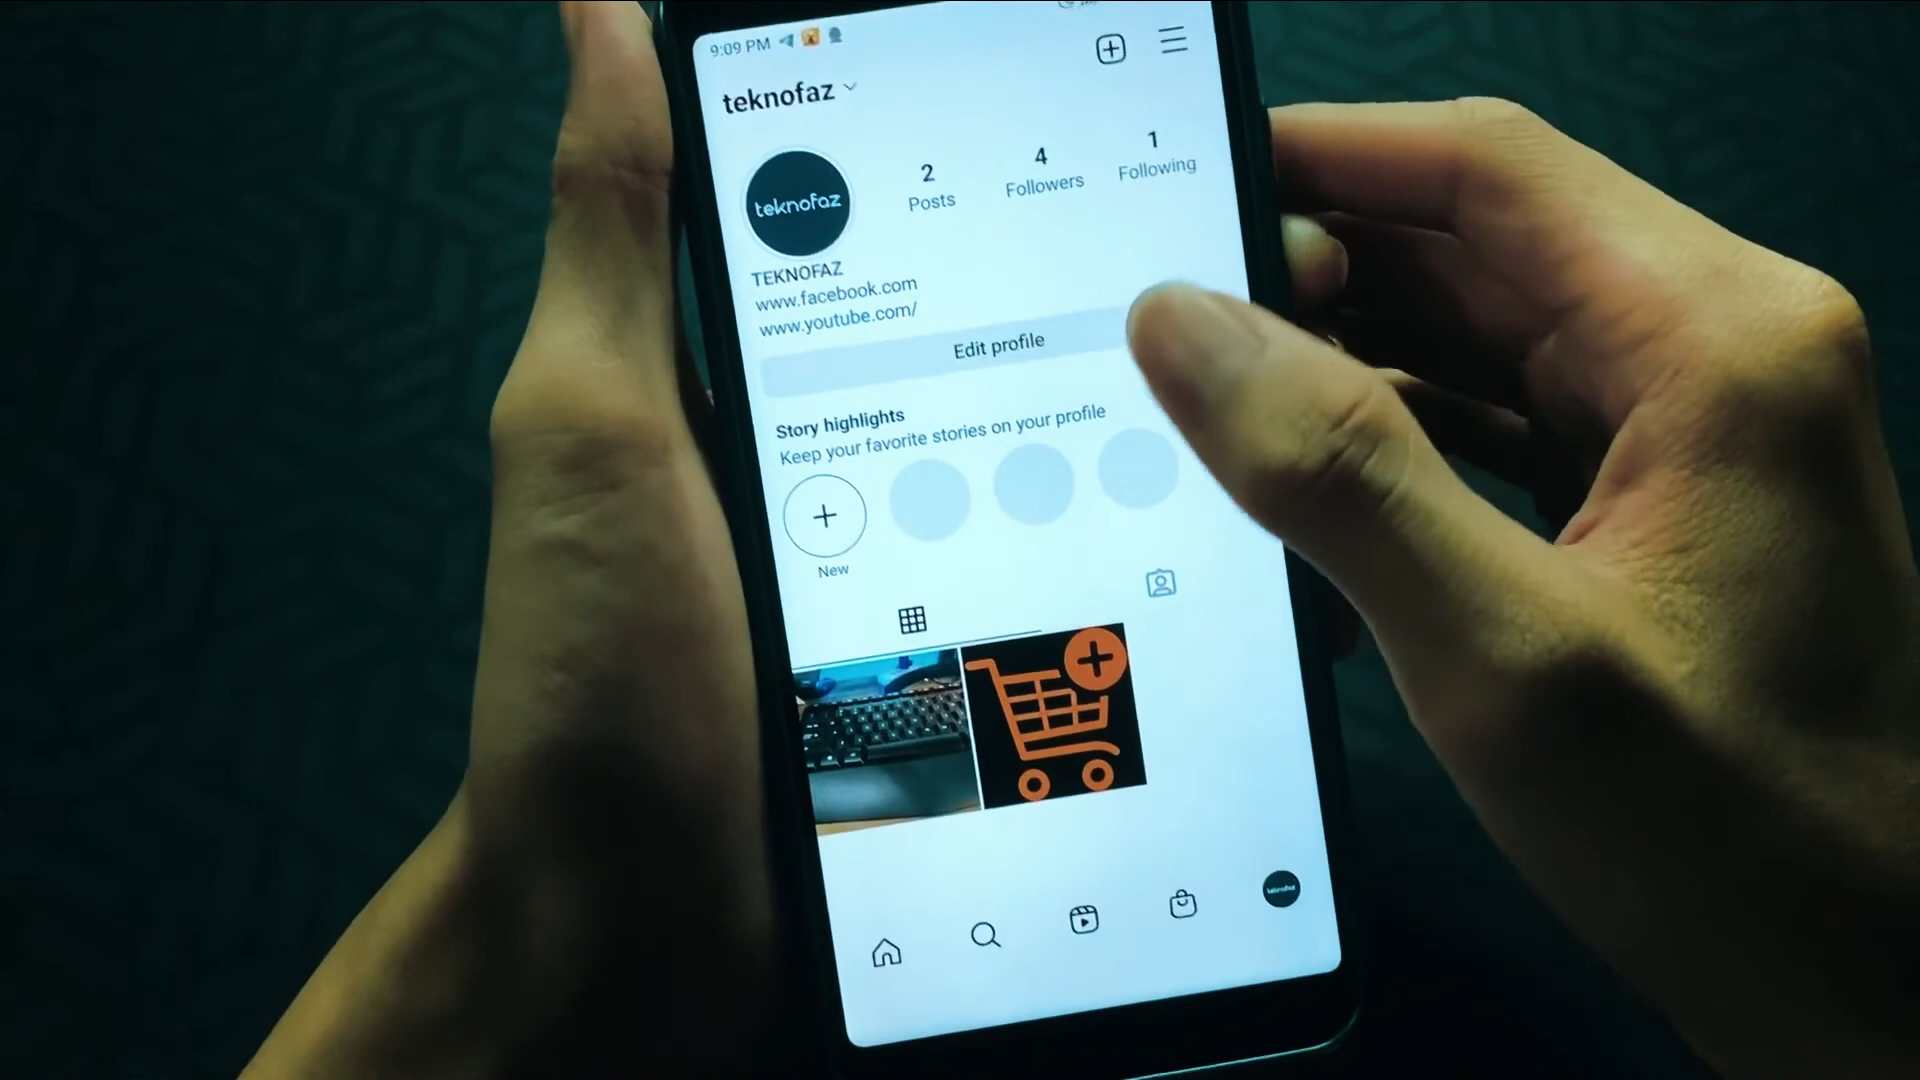 9:09 PM
teknofaz
teknofaz
2
Posts
4
Followers
1
Following
TEKNOFAZ
www.facebook.com
www.youtube.com/
Edit profile
Story highlights
Keep your favorite stories on your profile
New